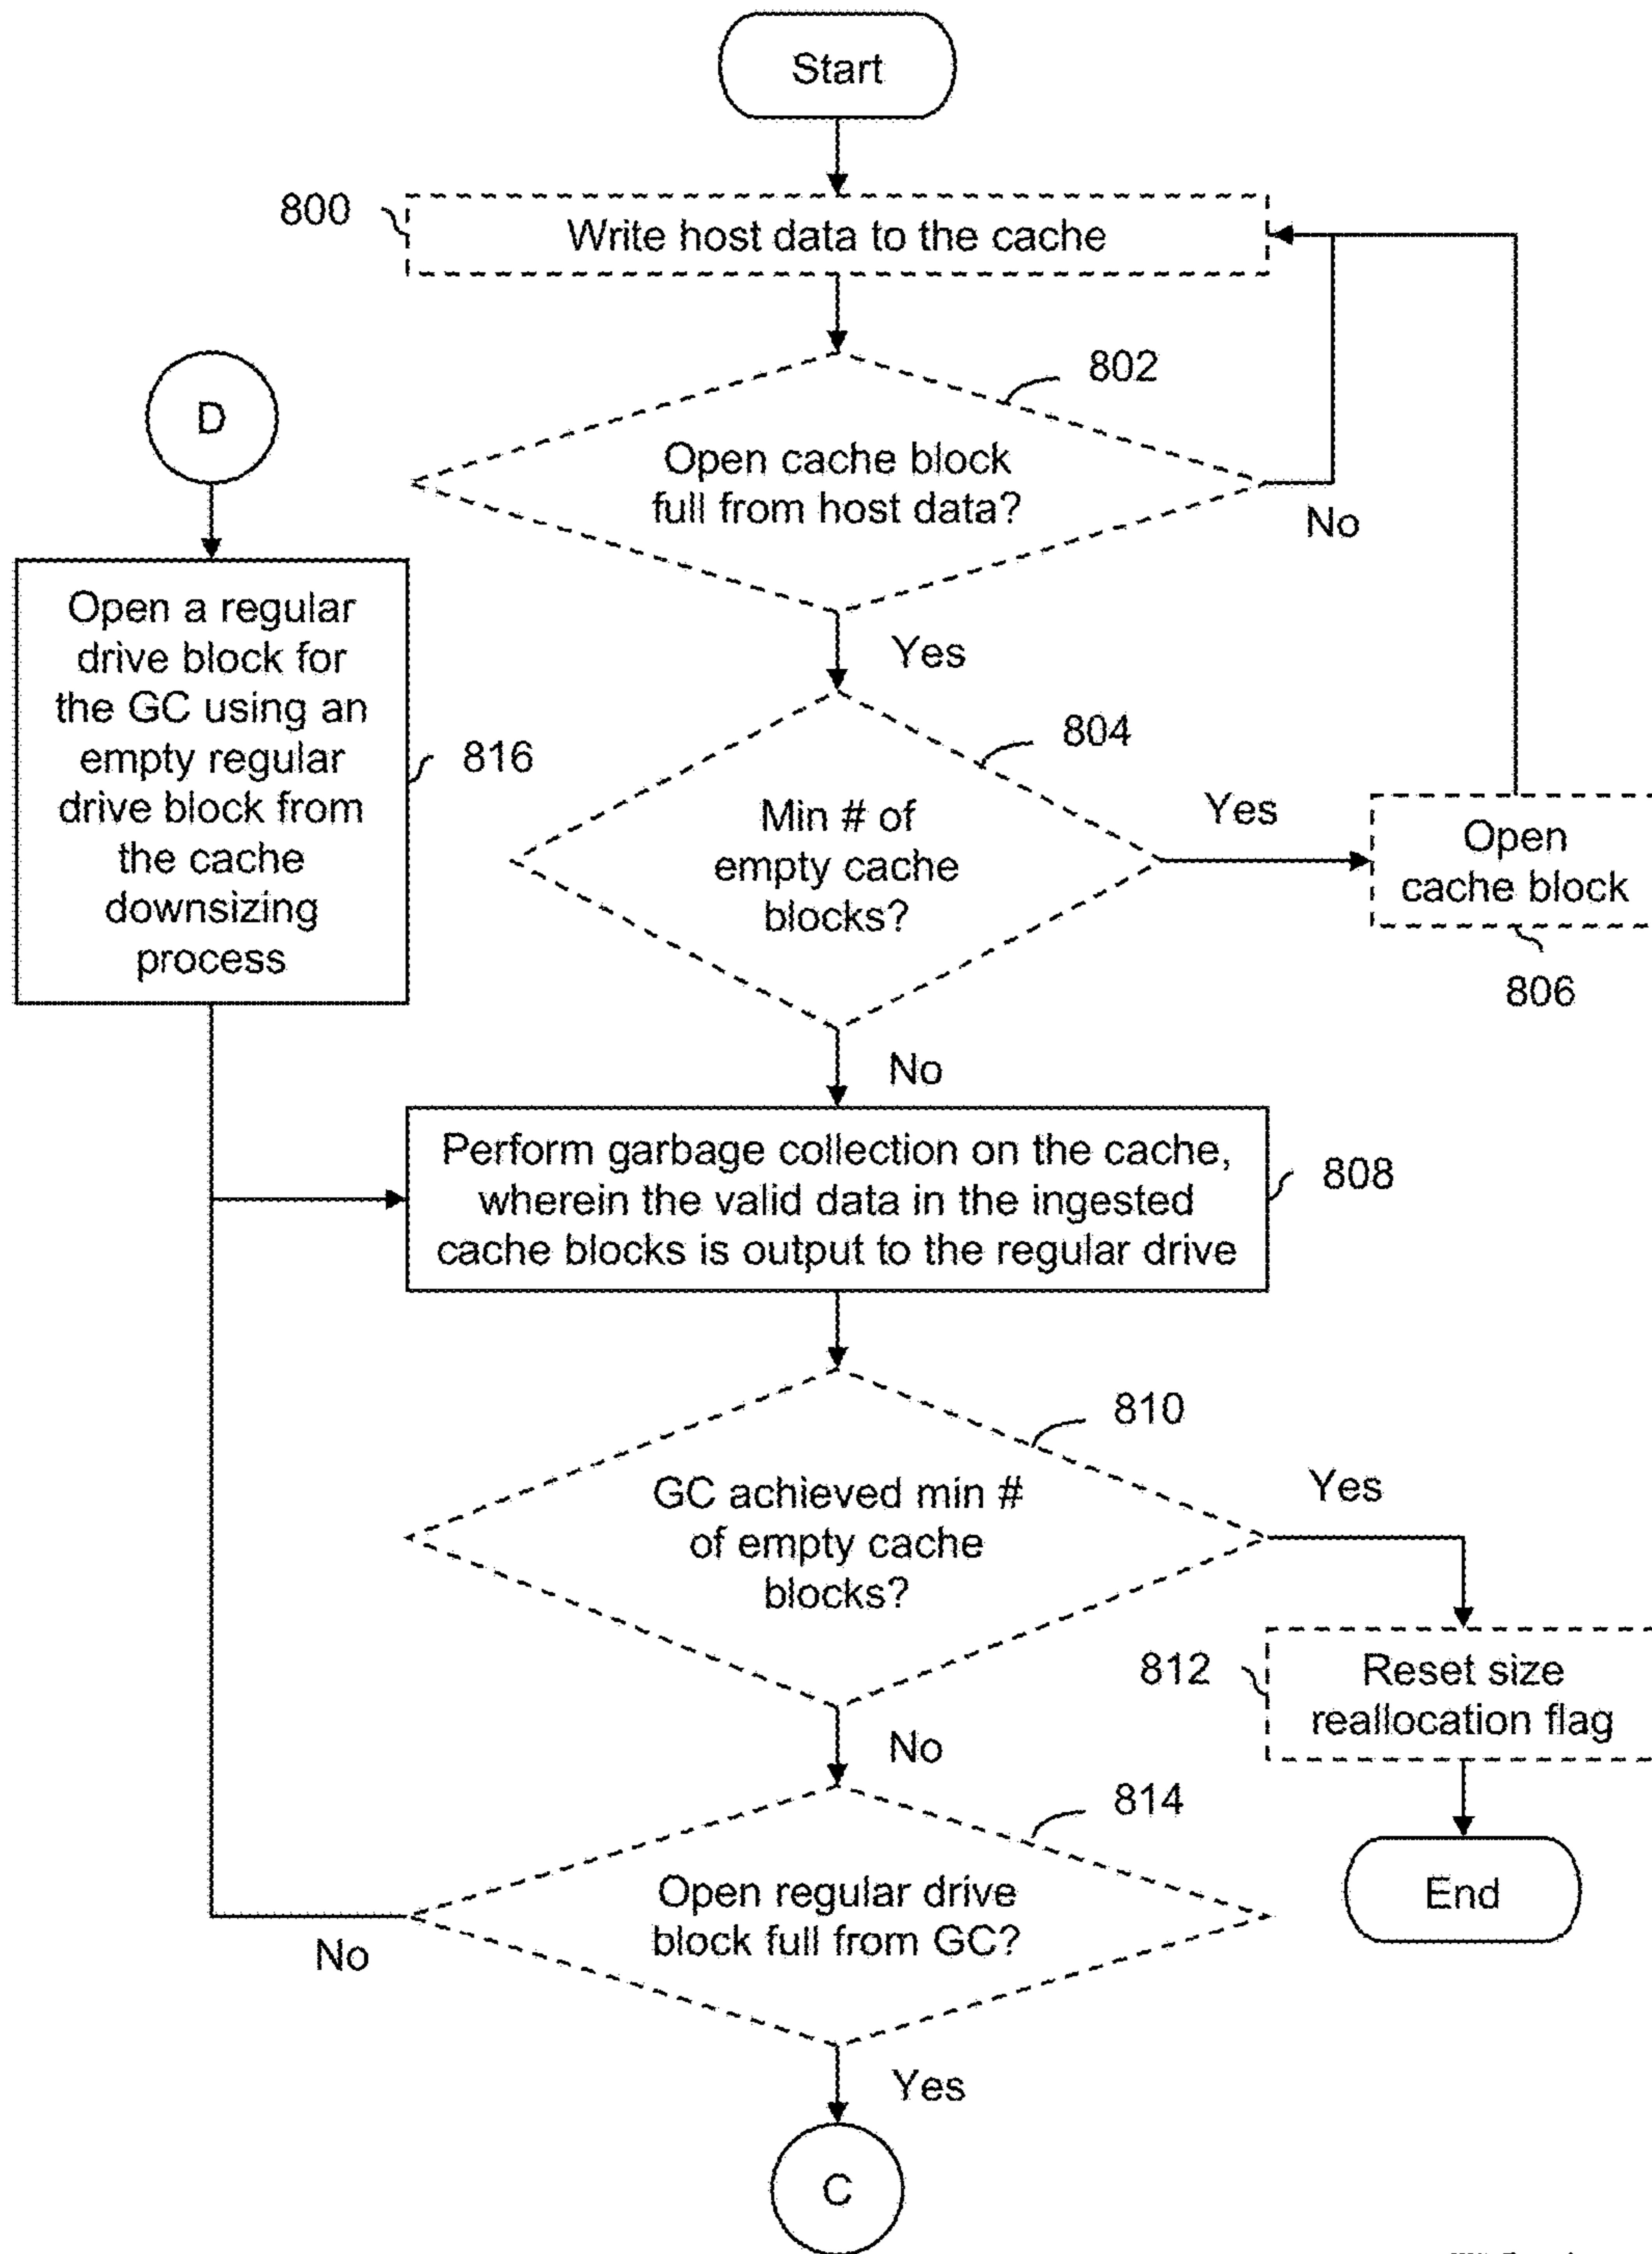 Start
800
Write host data to the cache
802
Open cache block
full from host data?
No
D
Open a regular
drive block for
the GC using an
empty regular
drive block from
the cache
downsizing
process
816
Yes
804
Min # of
empty cache
blocks?
Yes
Open
cache block
806
No
Perform garbage collection on the cache,
wherein the valid data in the ingested
cache blocks is output to the regular drive
808
810
GC achieved min #
of empty cache
blocks?
Yes
812
Reset size
reallocation flag
No
814
Open regular drive
block full from GC?
End
No
Yes
C